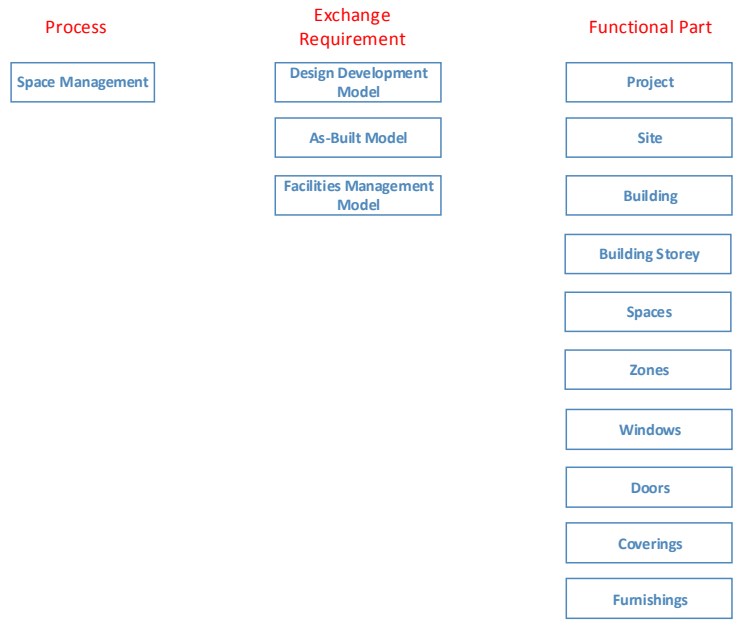 Process
Exchange
Requirement
Functional Part
Space Management
Design Development
Model
Project
As-Built Model
Site
Facilities Management
Model
Building
Building Storey
Spaces
Zones
Windows
Doors
Coverings
Furnishings